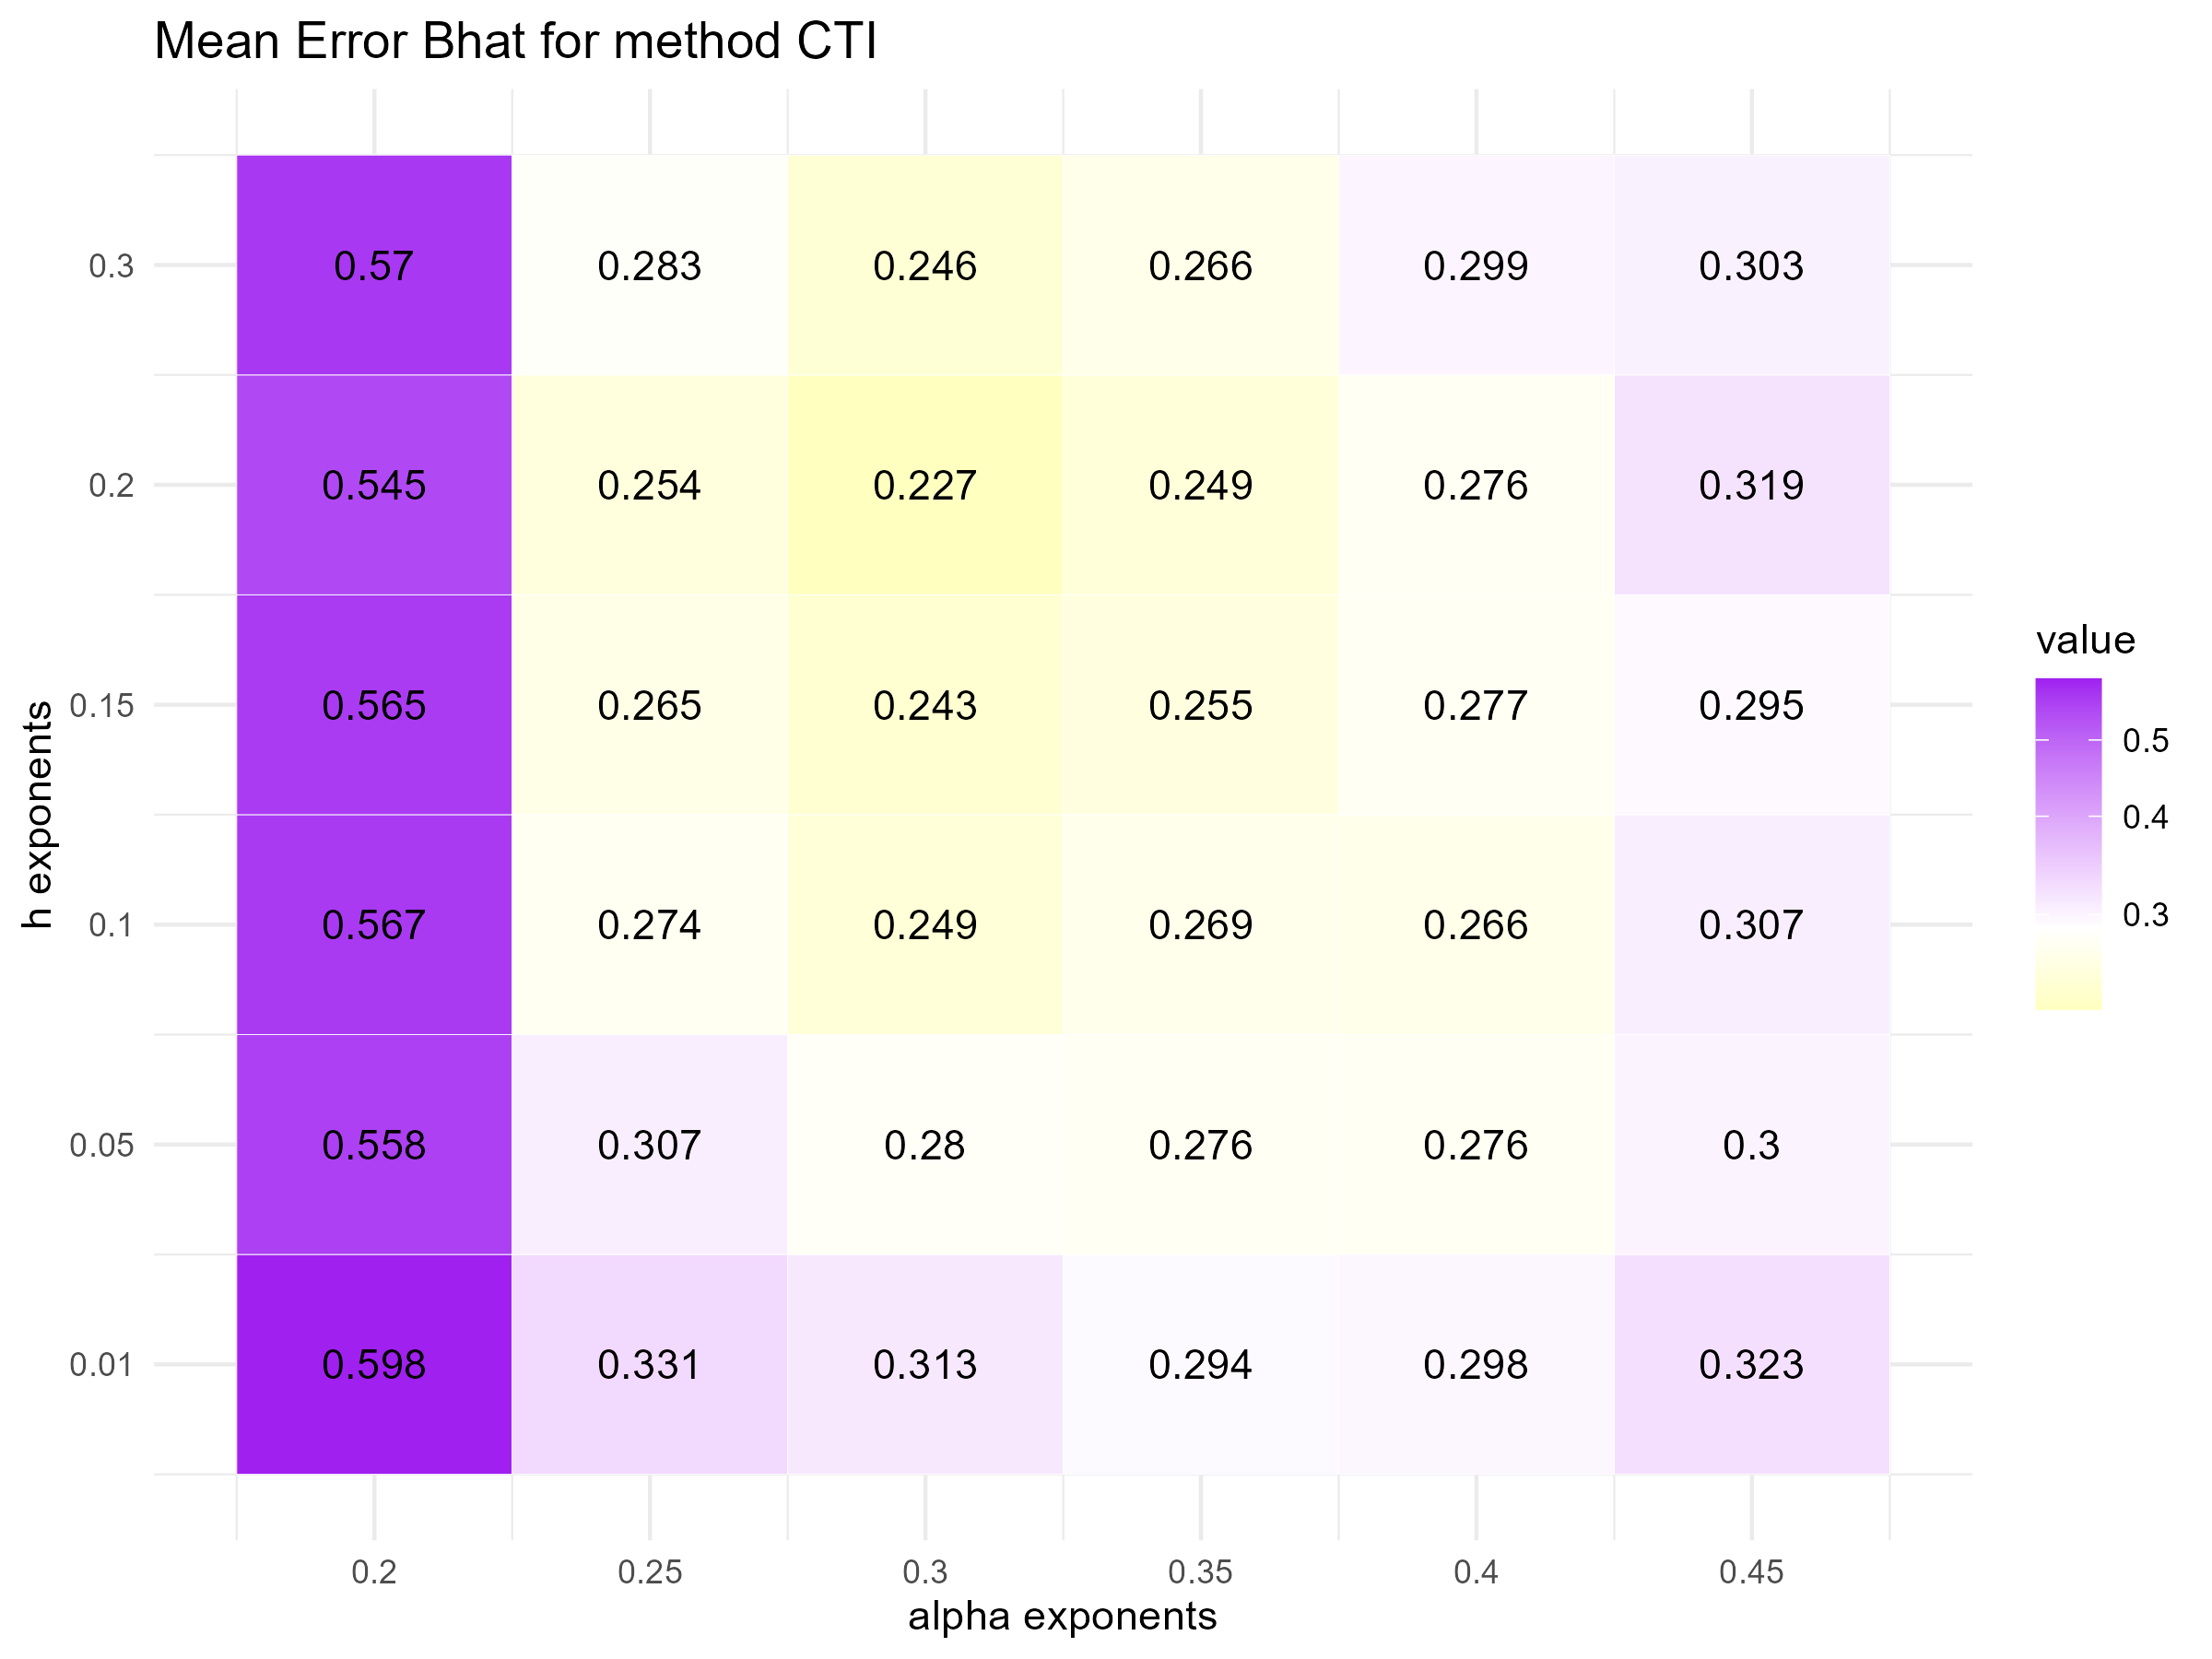 Mean Error Bhat for method CTI
0.3 0.57 0.283 0.246 0.266 0.299 0.303
0.2 0.545 0.254 0.227 0.249 0.276 0.319
0.15 0.565 0.265 0.243 0.255 0.277 0.295
0.1 0.567 0.274 0.249 0.269 0.266 0.307
0.05 0.558 0.307 0.28 0.276 0.276 0.3
0.01 0.598 0.331 0.313 0.294 0.298 0.323
0.2 0.25 0.3 0.35 0.4 0.45
alpha exponents
h exponents
value
0.5
0.4
0.3